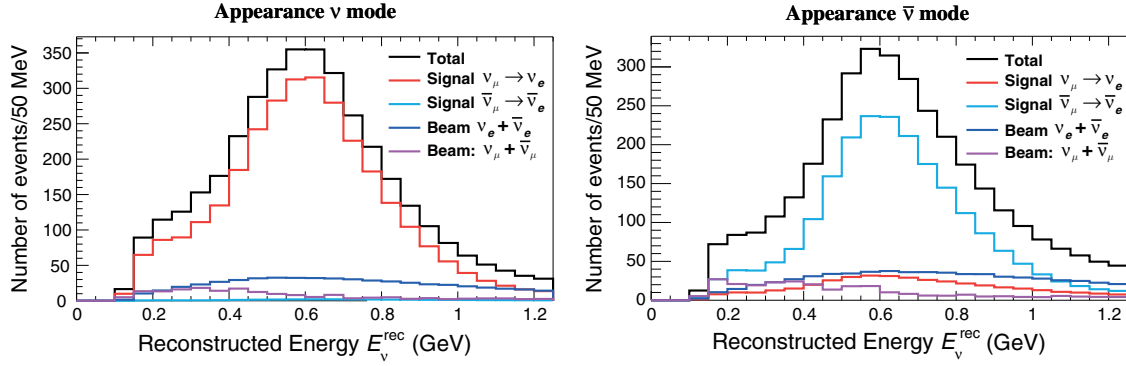 Appearance ν mode
Number of events/50 MeV
350
300
250
200
150
100
50
0
Total
Signal ν_μ → ν_e
Signal ν̄_μ → ν̄_e
Beam ν_e + ν̄_e
Beam: ν_μ + ν̄_μ
0 0.2 0.4 0.6 0.8 1 1.2
Reconstructed Energy E_ν^rec (GeV)
Appearance ν̄ mode
Number of events/50 MeV
300
250
200
150
100
50
0
Total
Signal ν_μ → ν_e
Signal ν̄_μ → ν̄_e
Beam ν_e + ν̄_e
Beam: ν_μ + ν̄_μ
0 0.2 0.4 0.6 0.8 1 1.2
Reconstructed Energy E_ν^rec (GeV)